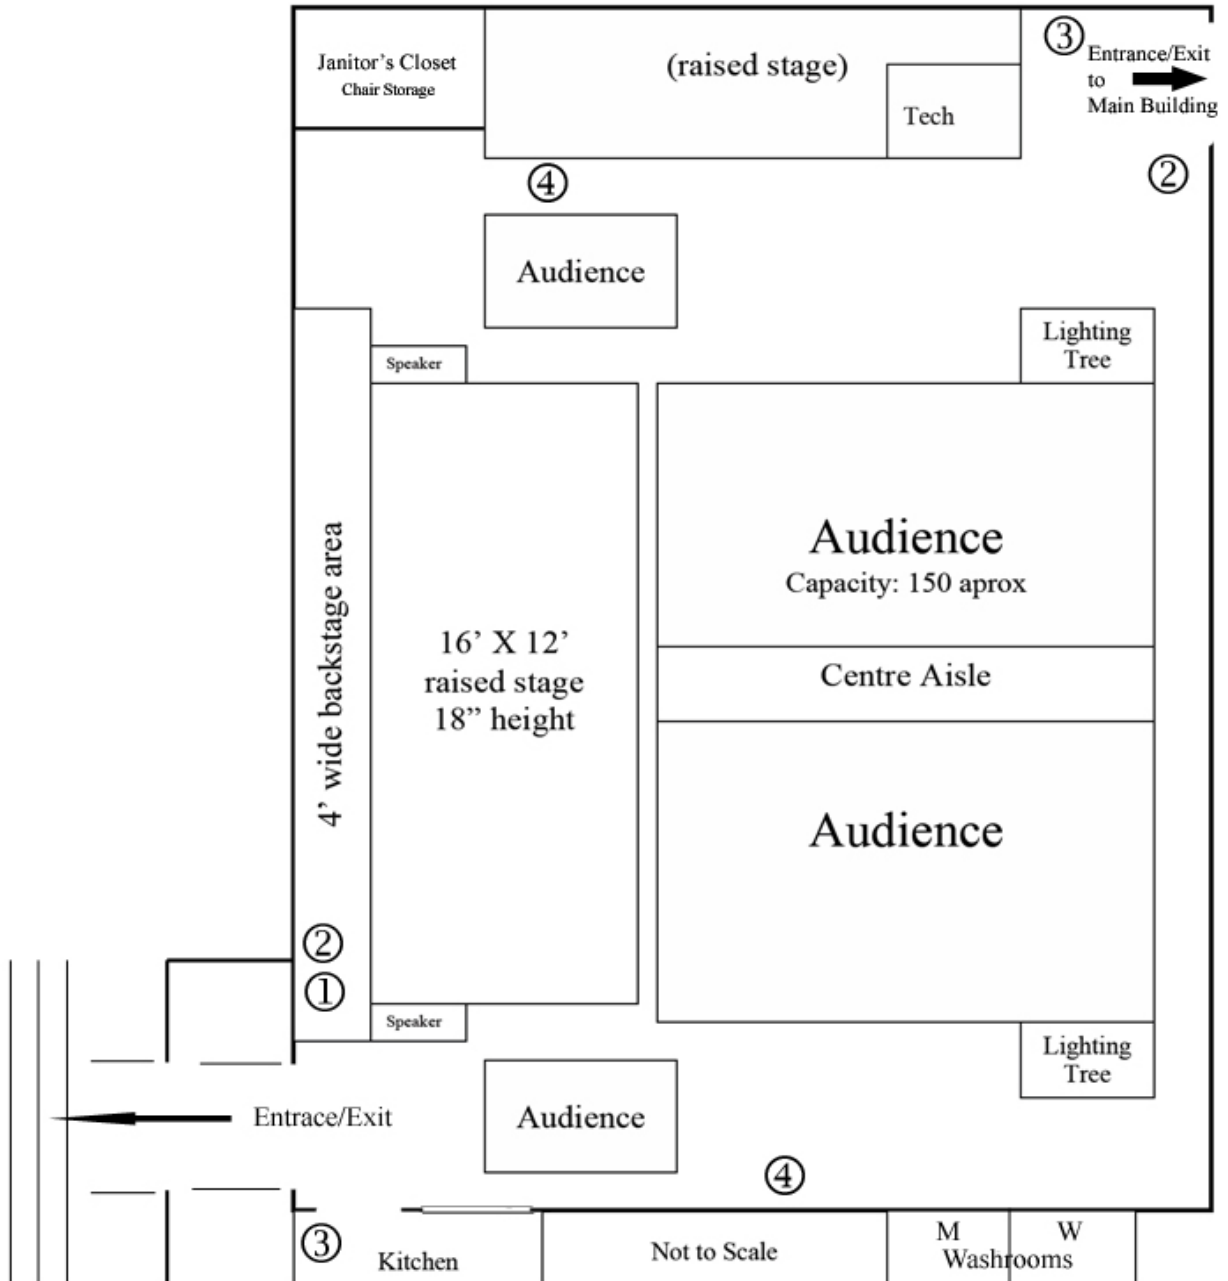 Janitor’s Closet
Chair Storage
(raised stage)
Tech
③
Entrance/Exit
to
Main Building
②
④
Audience
Speaker
Lighting
Tree
4’ wide backstage area
16’ X 12’
raised stage
18” height
Audience
Capacity: 150 aprox
Centre Aisle
Audience
②
①
Speaker
Lighting
Tree
Entrace/Exit
Audience
④
③
Kitchen
Not to Scale
M W
Washrooms